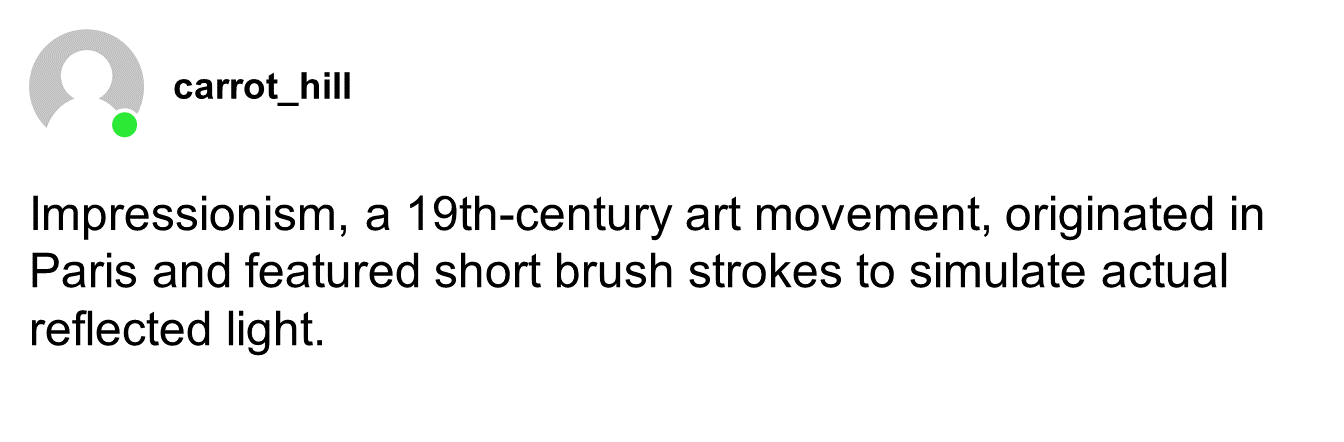 carrot_hill
Impressionism, a 19th-century art movement, originated in
Paris and featured short brush strokes to simulate actual
reflected light.